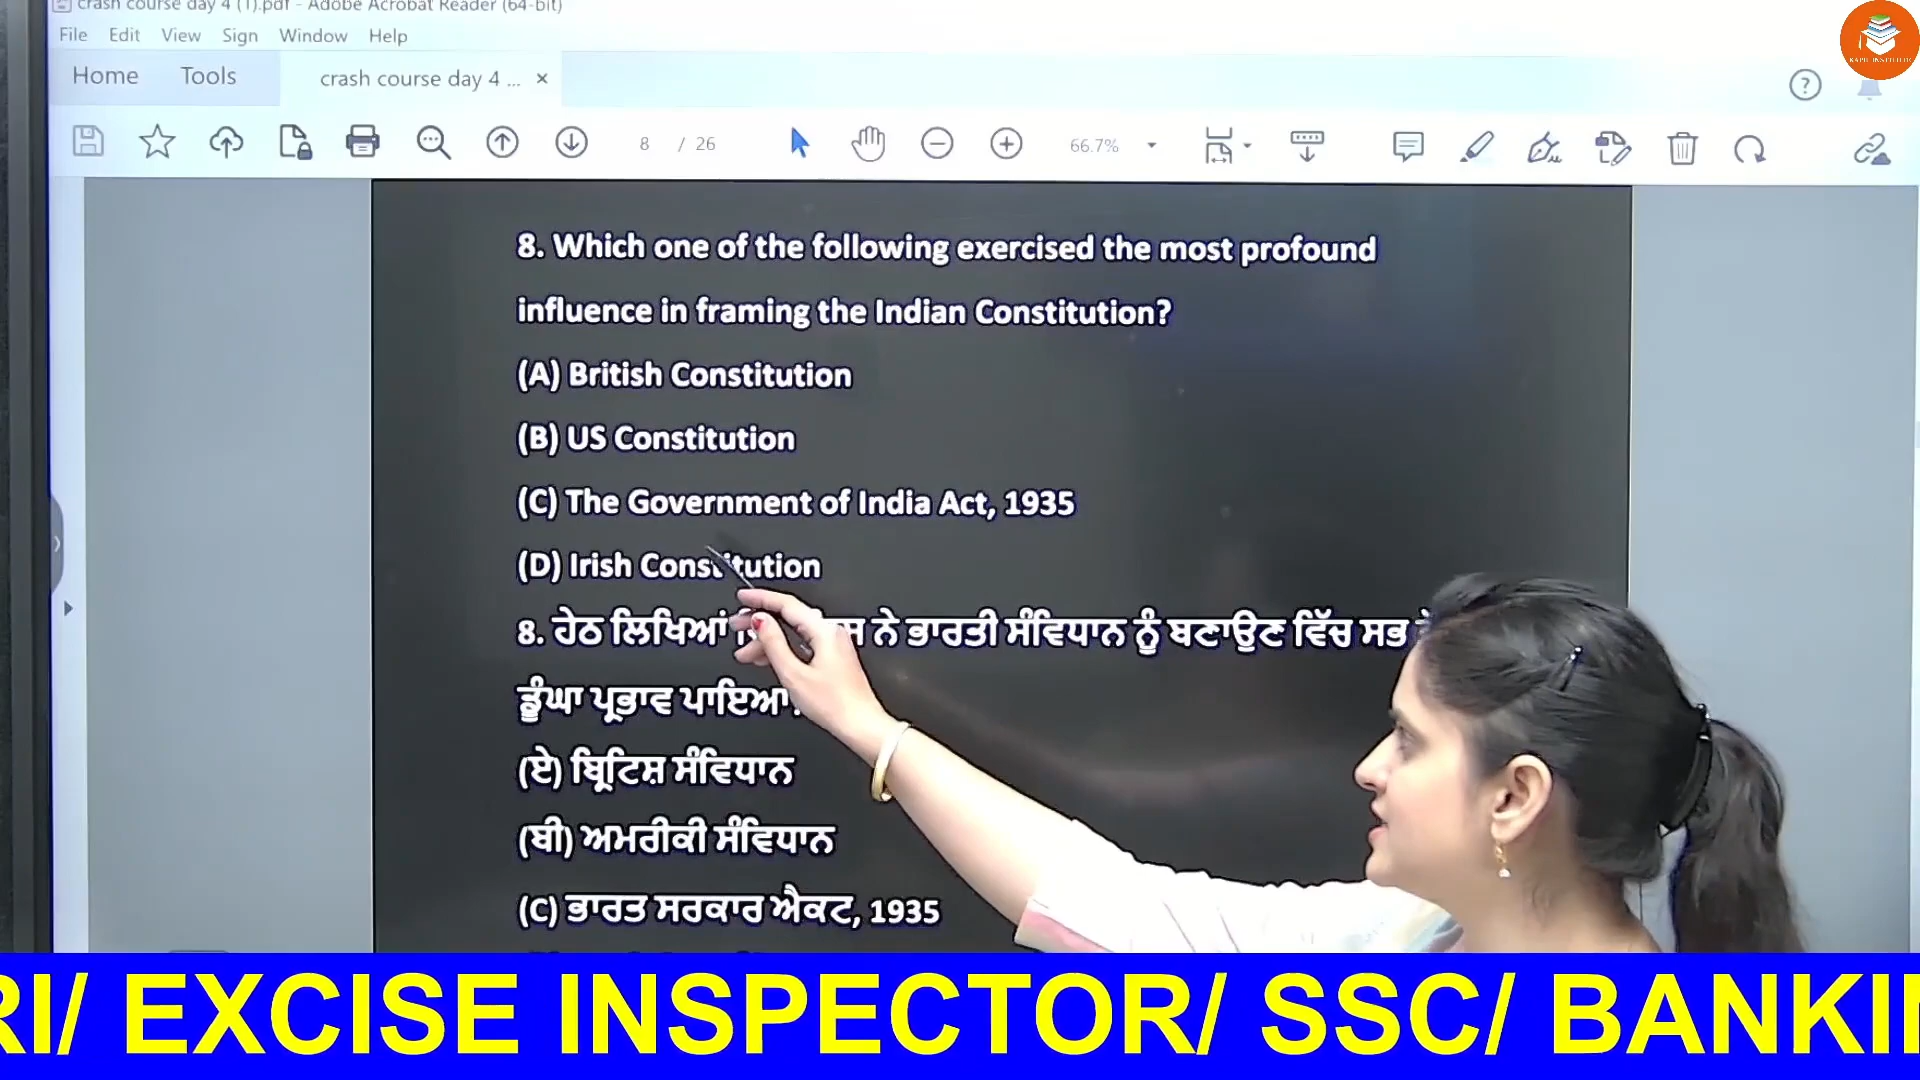 crash course day 4 (1).pdf - Adobe Acrobat Reader (64-bit)
File Edit View Sign Window Help
Home Tools crash course day 4 ... ×
8 / 26 66.7%
8. Which one of the following exercised the most profound
influence in framing the Indian Constitution?
(A) British Constitution
(B) US Constitution
(C) The Government of India Act, 1935
(D) Irish Constitution
8. ਹੇਠ ਲਿਖਿਆਂ ਨੇ ਭਾਰਤੀ ਸੰਵਿਧਾਨ ਨੂੰ ਬਣਾਉਣ ਵਿੱਚ ਸਭ
ਡੂੰਘਾ ਪ੍ਰਭਾਵ ਪਾਇਆ
(ਏ) ਬ੍ਰਿਟਿਸ਼ ਸੰਵਿਧਾਨ
(ਬੀ) ਅਮਰੀਕੀ ਸੰਵਿਧਾਨ
(C) ਭਾਰਤ ਸਰਕਾਰ ਐਕਟ, 1935
RI/ EXCISE INSPECTOR/ SSC/ BANKIN